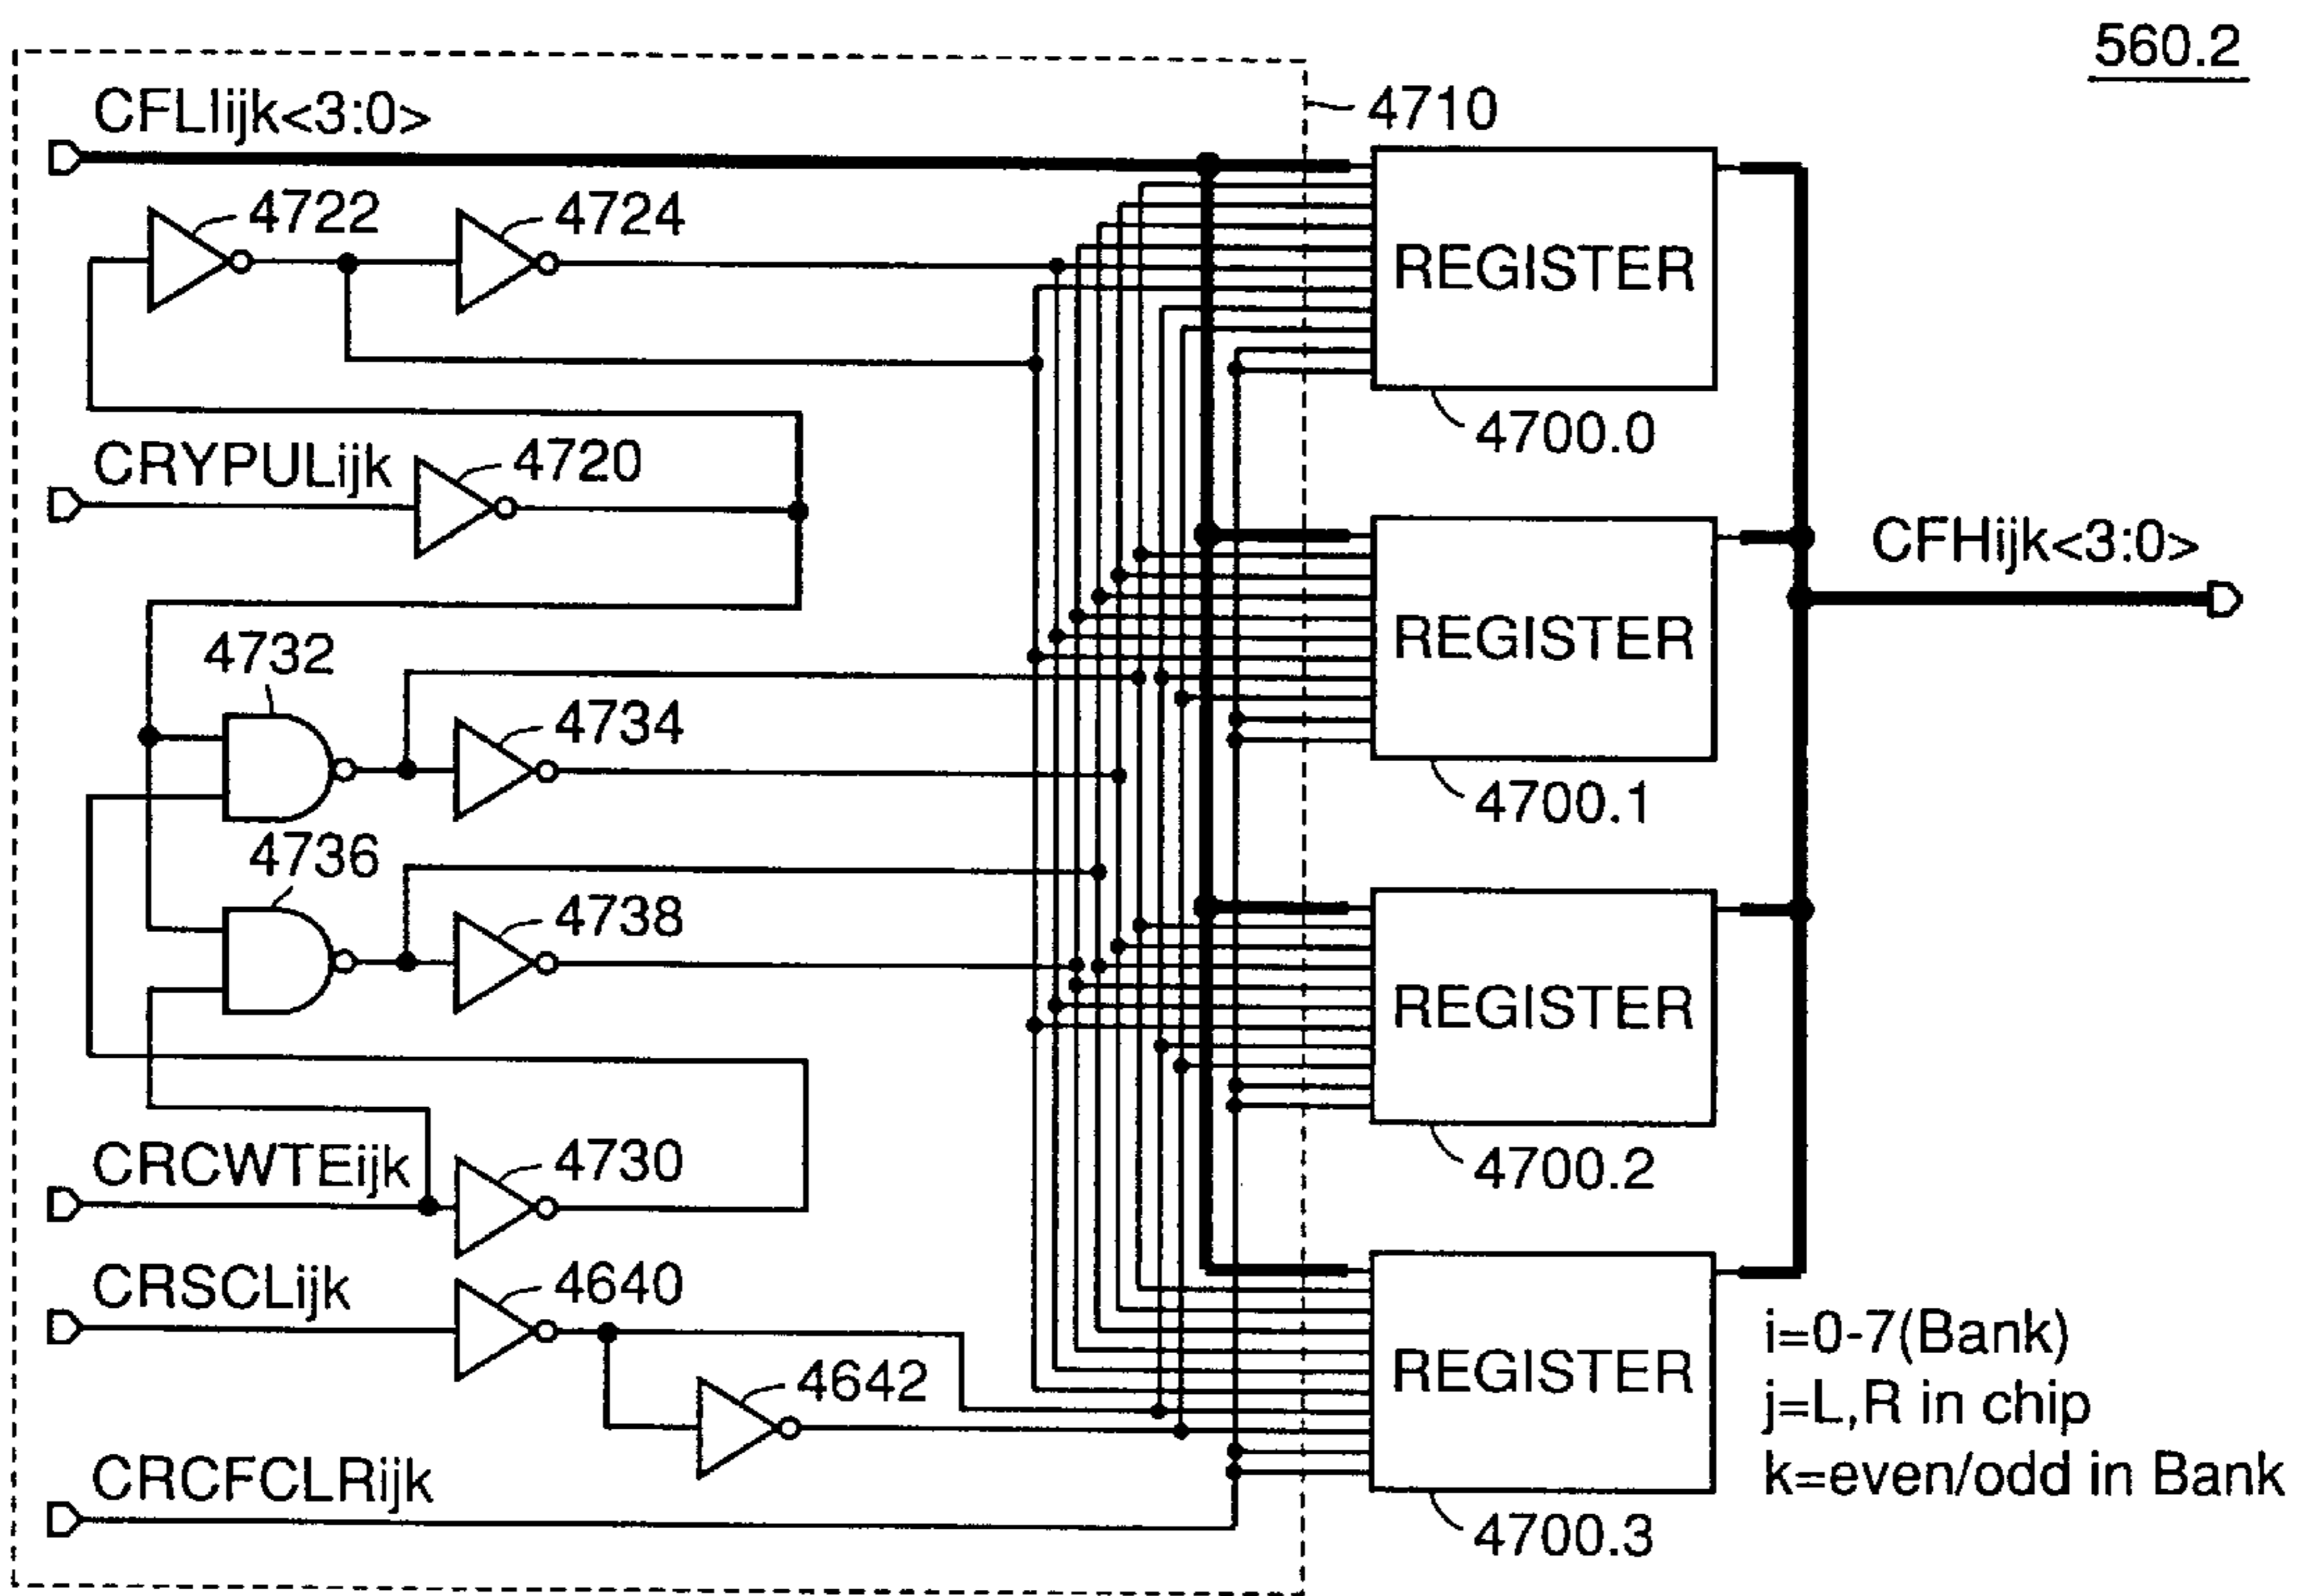 560.2
CFLIijk<3:0>
4710
4722
4724
REGISTER
4700.0
CRYPULijk
4720
CFHijk<3:0>
REGISTER
4732
4734
4700.1
4736
4738
REGISTER
CRCWTEijk
4730
4700.2
CRSCLijk
4640
REGISTER
i=0-7(Bank)
4642
j=L,R in chip
CRCFCLRijk
k=even/odd in Bank
4700.3